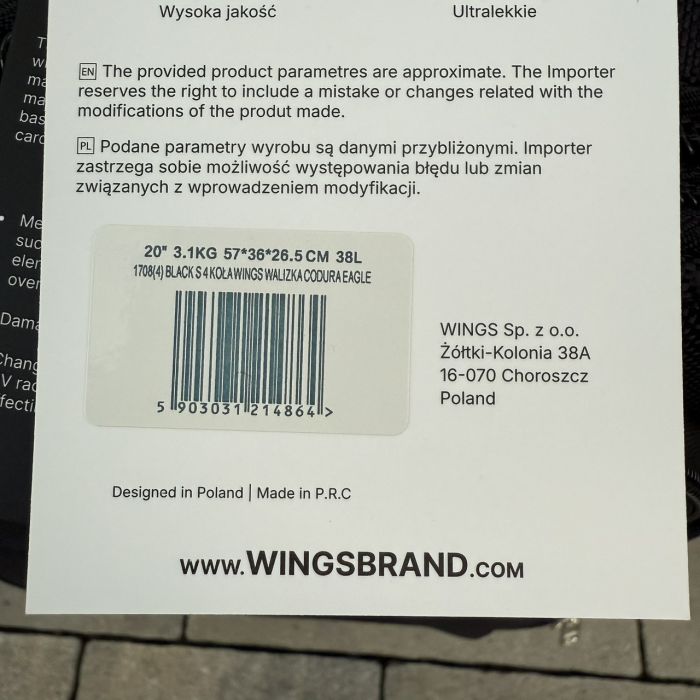 Wysoka jakość
Ultralekkie
EN The provided product parametres are approximate. The Importer
reserves the right to include a mistake or changes related with the
modifications of the produt made.
PL Podane parametry wyrobu są danymi przybliżonymi. Importer
zastrzega sobie możliwość występowania błędu lub zmian
związanych z wprowadzeniem modyfikacji.
20" 3.1KG 57*36*26.5CM 38L
1708(4) BLACK S 4 KOŁA WINGS WALIZKA CODURA EAGLE
5 903031 214864 >
WINGS Sp. z o.o.
Żółtki-Kolonia 38A
16-070 Choroszcz
Poland
Designed in Poland | Made in P.R.C
www.WINGSBRAND.COM